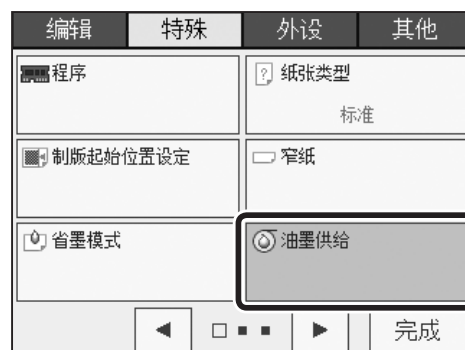 编辑 特殊 外设 其他
程序 纸张类型
标准
制版起始位置设定 窄纸
省墨模式 油墨供给
完成